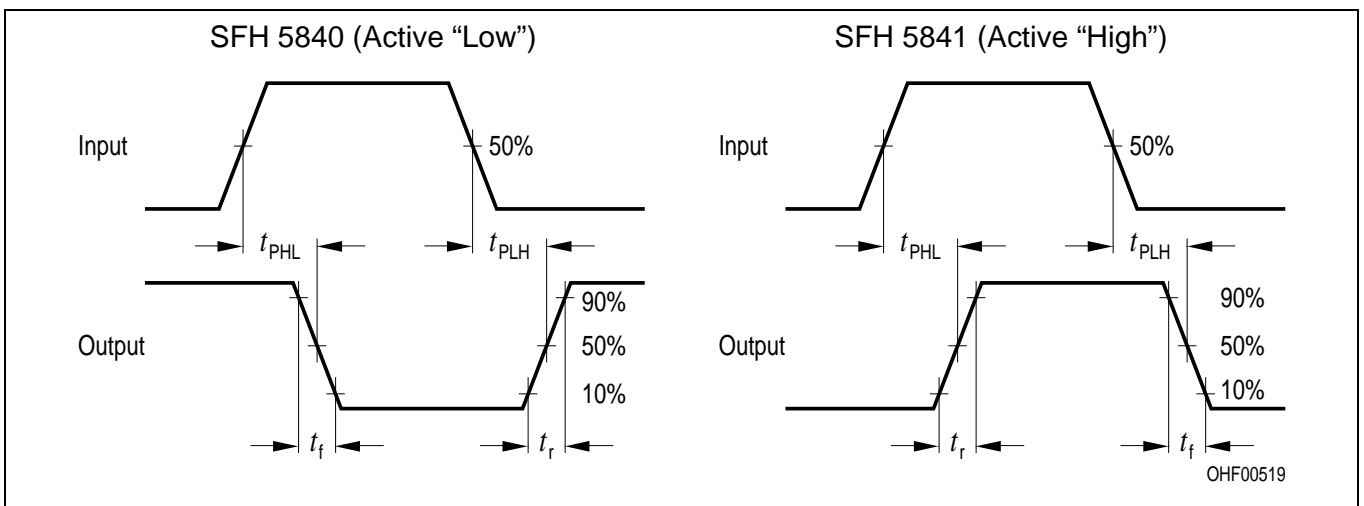 SFH 5840 (Active “Low”)
Input
50%
tPHL
tPLH
Output
90%
50%
10%
tf
tr
SFH 5841 (Active “High”)
Input
50%
tPHL
tPLH
Output
90%
50%
10%
tr
tf
OHF00519